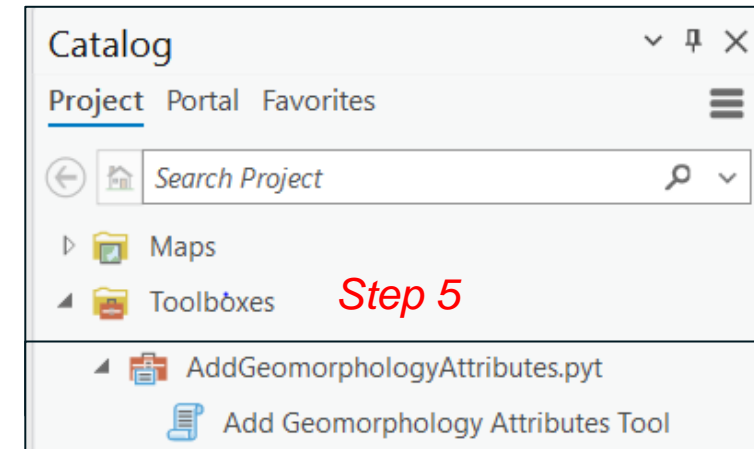 Catalog
Project Portal Favorites
Search Project
Maps
Toolboxes Step 5
AddGeomorphologyAttributes.pyt
Add Geomorphology Attributes Tool